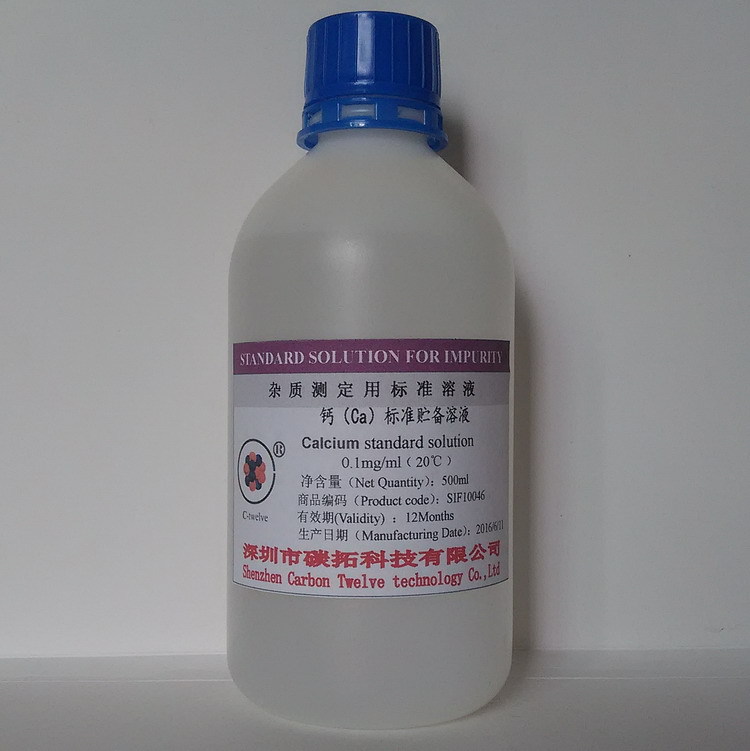 STANDARD SOLUTION FOR IMPURITY
杂质测定用标准溶液
钙（Ca）标准贮备溶液
Calcium standard solution
0.1mg/ml（20℃）
净含量（Net Quantity）：500ml
商品编码（Product code）：SIF10046
有效期(Validity) ：12Months
生产日期（Manufacturing Date）：2016/6/11
®
C-twelve
深圳市碳拓科技有限公司
Shenzhen Carbon Twelve technology Co.,Ltd